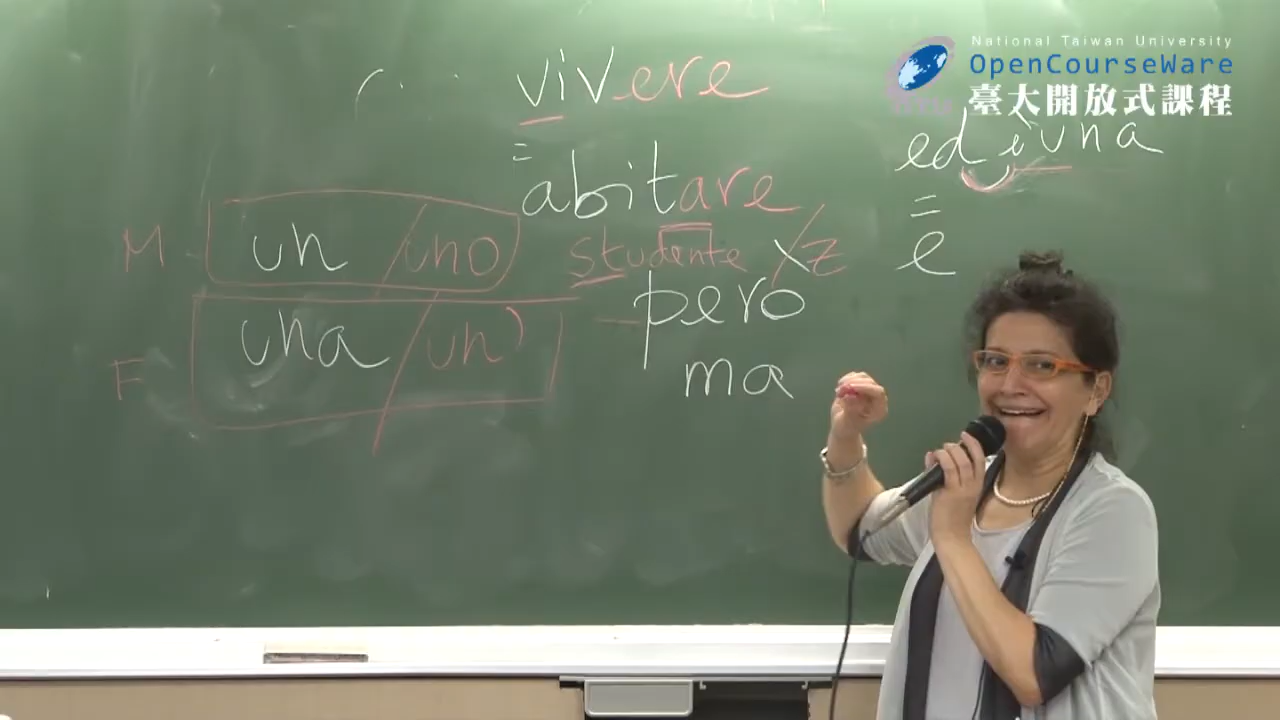 National Taiwan University
OpenCourseWare
臺大開放式課程
vivere
=
abitare
ed è una
=
e
M un / uno studente X / z
pero
F una / un'
ma